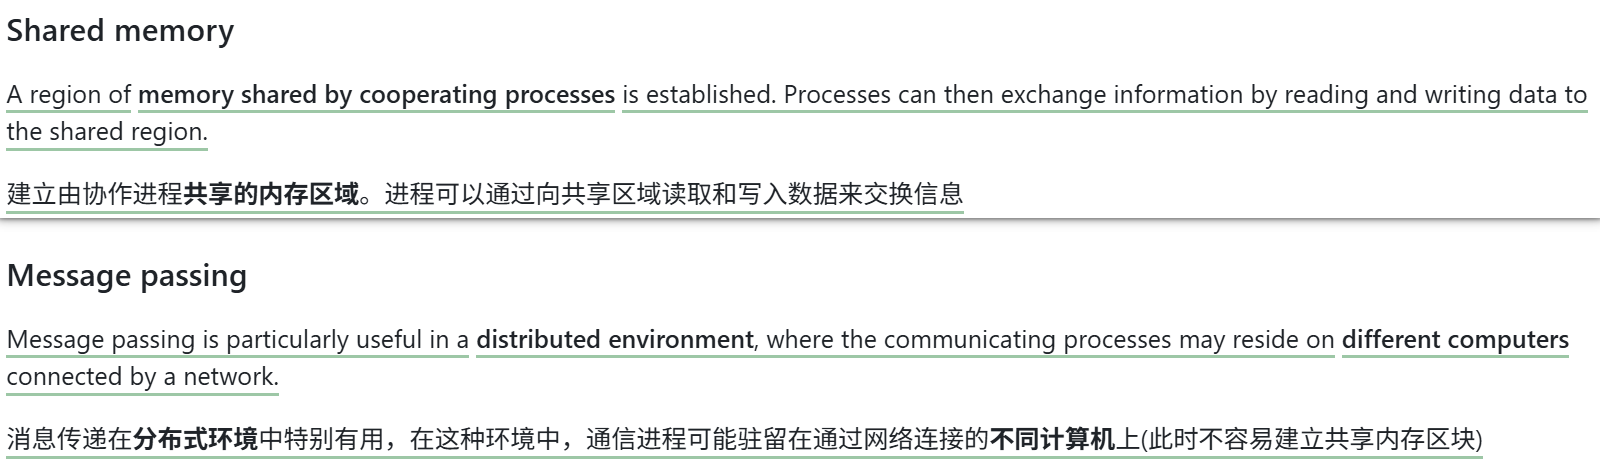 Shared memory
A region of memory shared by cooperating processes is established. Processes can then exchange information by reading and writing data to
the shared region.
建立由协作进程共享的内存区域。进程可以通过向共享区域读取和写入数据来交换信息
Message passing
Message passing is particularly useful in a distributed environment, where the communicating processes may reside on different computers
connected by a network.
消息传递在分布式环境中特别有用，在这种环境中，通信进程可能驻留在通过网络连接的不同计算机上(此时不容易建立共享内存区块)